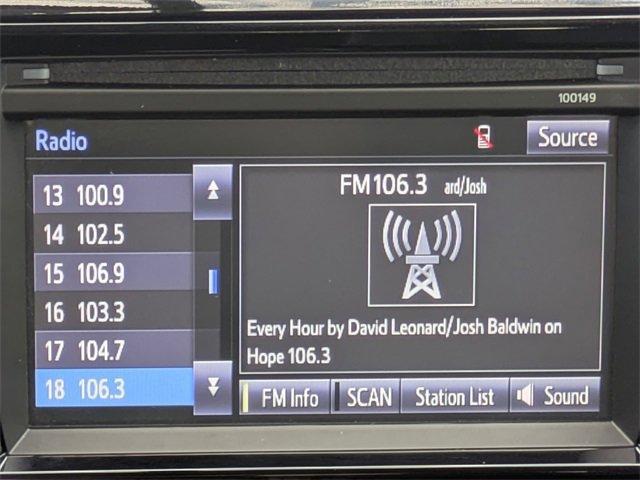 100149
Radio
Source
13 100.9
14 102.5
15 106.9
16 103.3
17 104.7
18 106.3
FM106.3 ard/Josh
Every Hour by David Leonard/Josh Baldwin on
Hope 106.3
FM Info SCAN Station List Sound